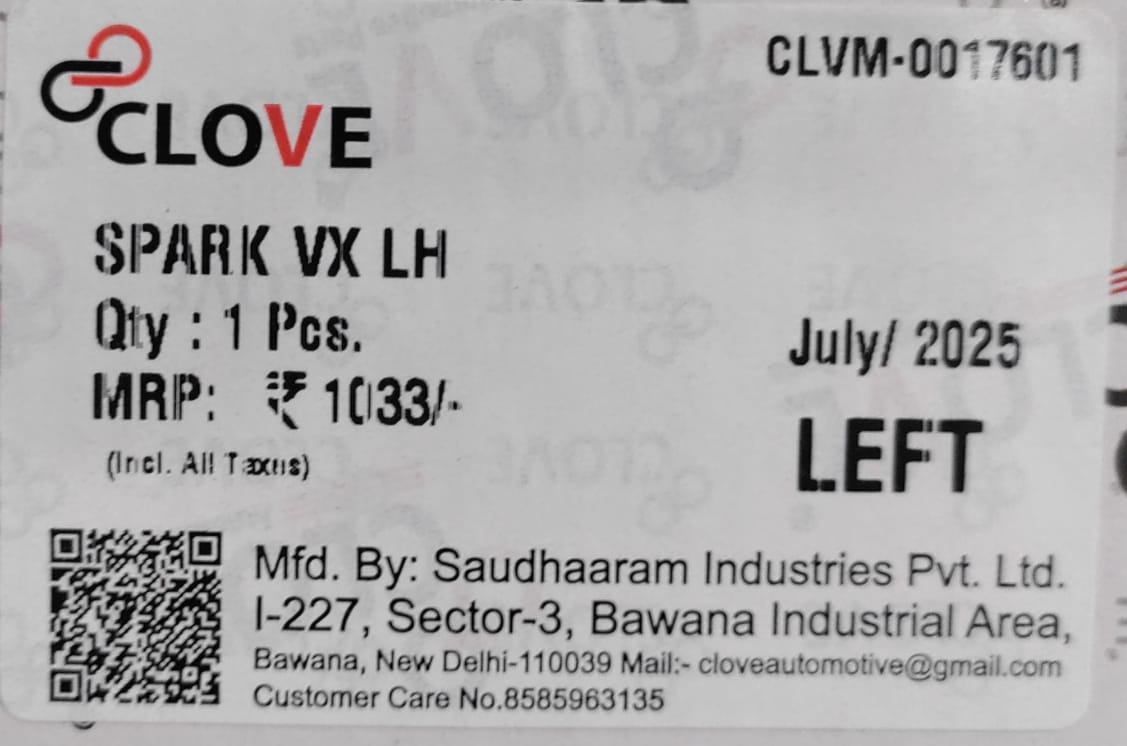 CLOVE
CLVM-0017601
SPARK VX LH
Qty : 1 Pcs.
MRP: ₹ 1033/-
(Incl. All Taxes)
July/ 2025
LEFT
Mfd. By: Saudhaaram Industries Pvt. Ltd.
I-227, Sector-3, Bawana Industrial Area,
Bawana, New Delhi-110039 Mail:- cloveautomotive@gmail.com
Customer Care No.8585963135